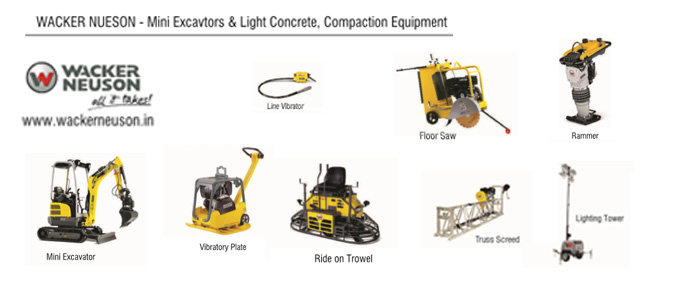 WACKER NUESON - Mini Excavtors & Light Concrete, Compaction Equipment
WACKER
NEUSON
all it takes!
www.wackerneuson.in
Line Vibrator
Floor Saw
Rammer
Mini Excavator
Vibratory Plate
Ride on Trowel
Truss Screed
Lighting Tower